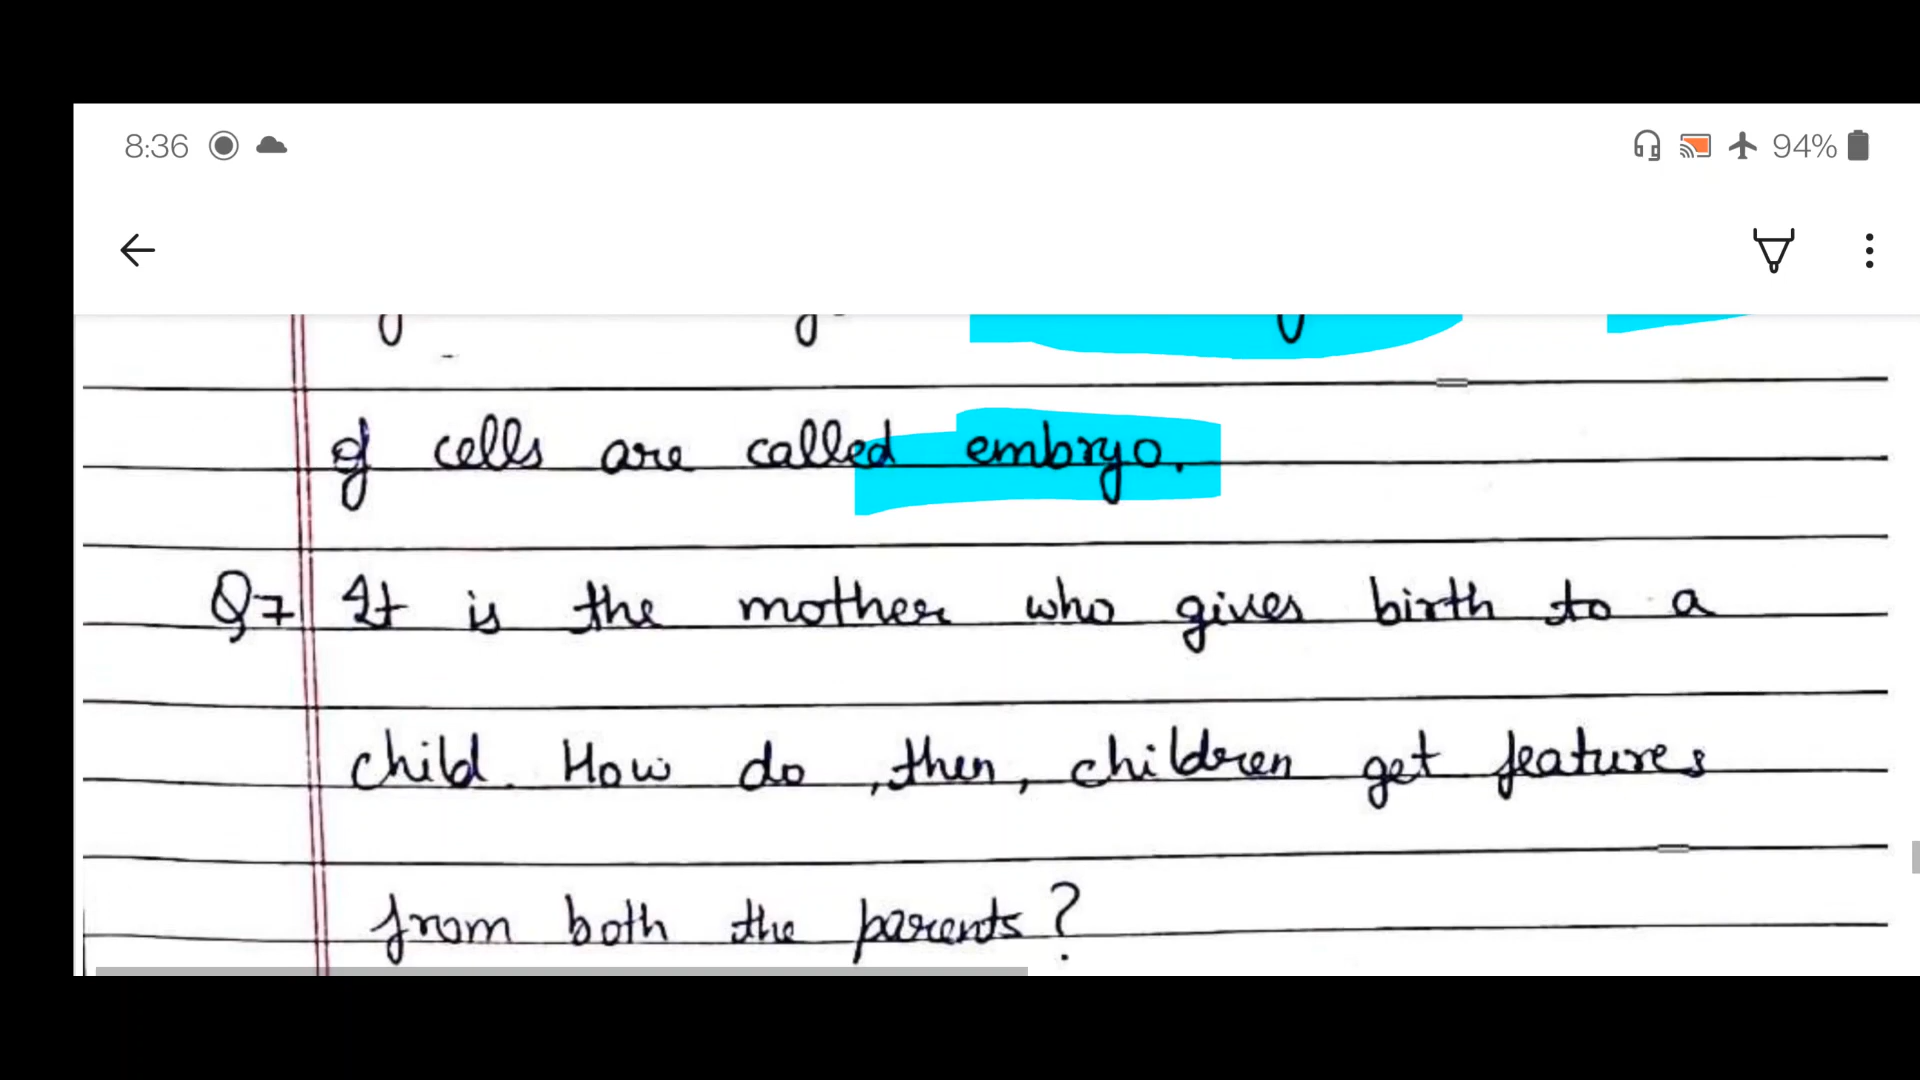 8:36 94%
of cells are called embryo.
Q7 It is the mother who gives birth to a
child. How do, then, children get features
from both the parents?